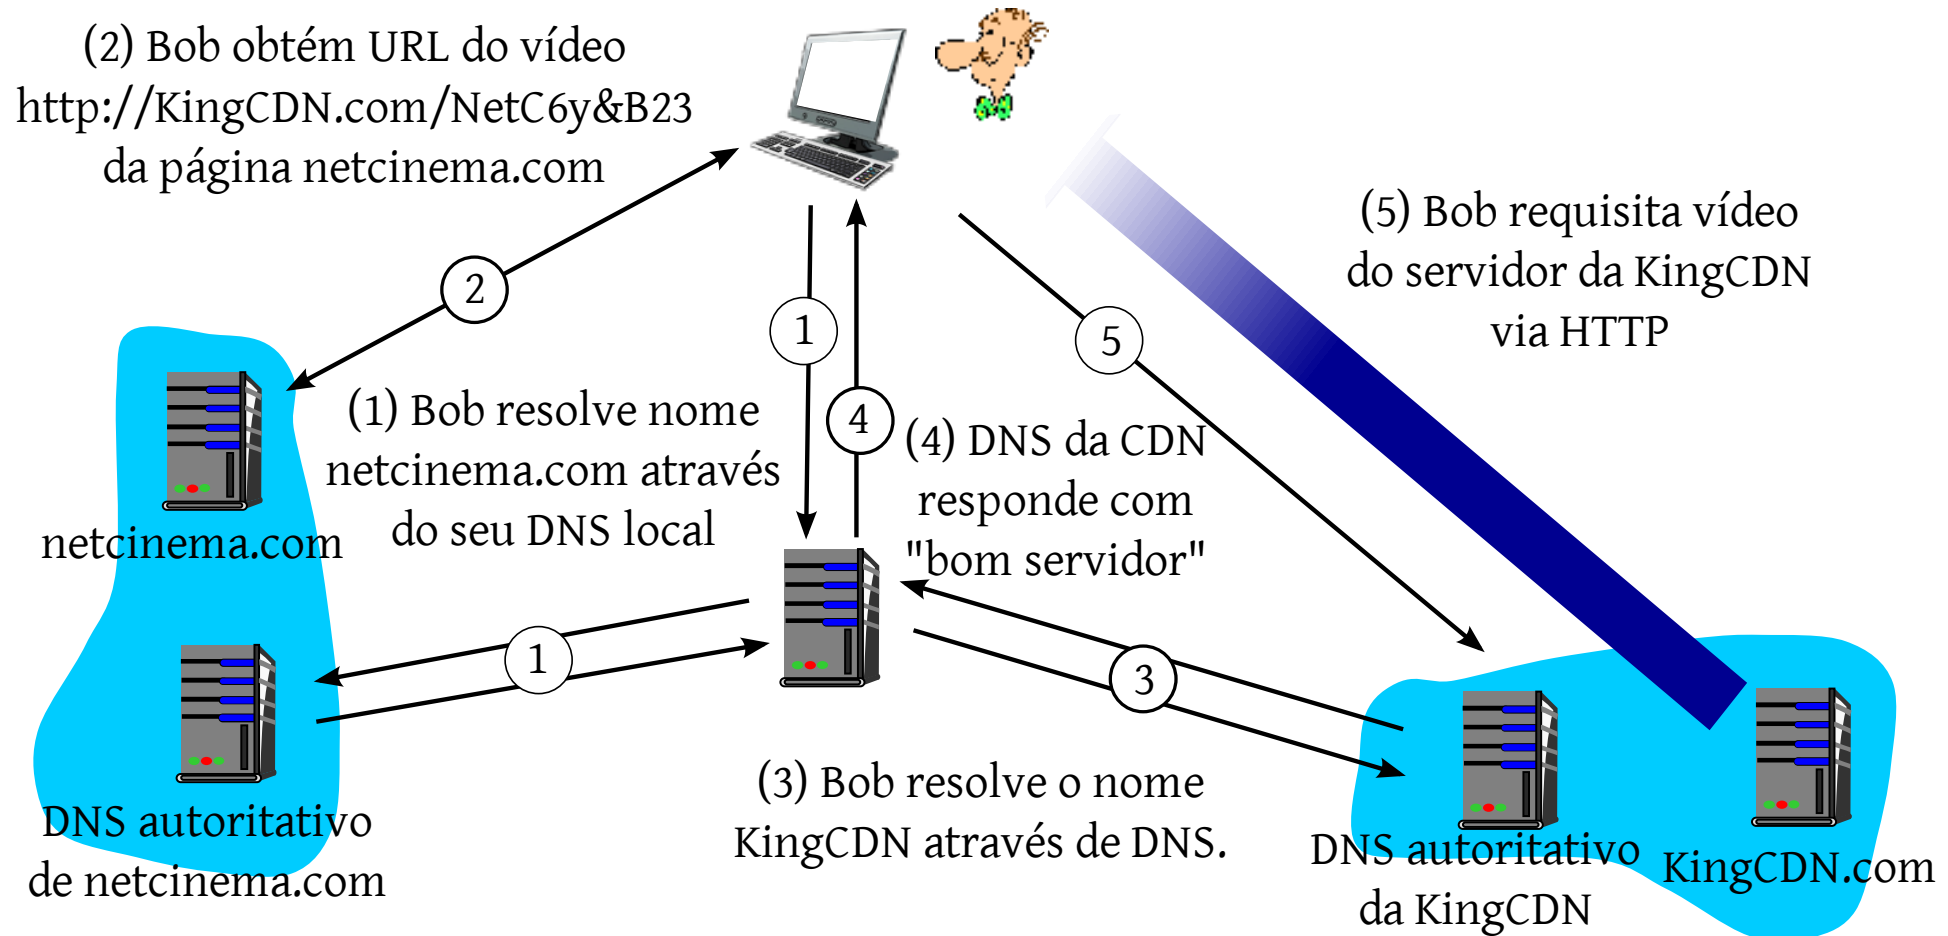 (2) Bob obtém URL do vídeo
http://KingCDN.com/NetC6y&B23
da página netcinema.com
(5) Bob requisita vídeo
do servidor da KingCDN
via HTTP
2
1
5
4
(1) Bob resolve nome
netcinema.com através
do seu DNS local
(4) DNS da CDN
responde com
"bom servidor"
netcinema.com
1
3
(3) Bob resolve o nome
KingCDN através de DNS.
DNS autoritativo
de netcinema.com
DNS autoritativo
da KingCDN
KingCDN.com